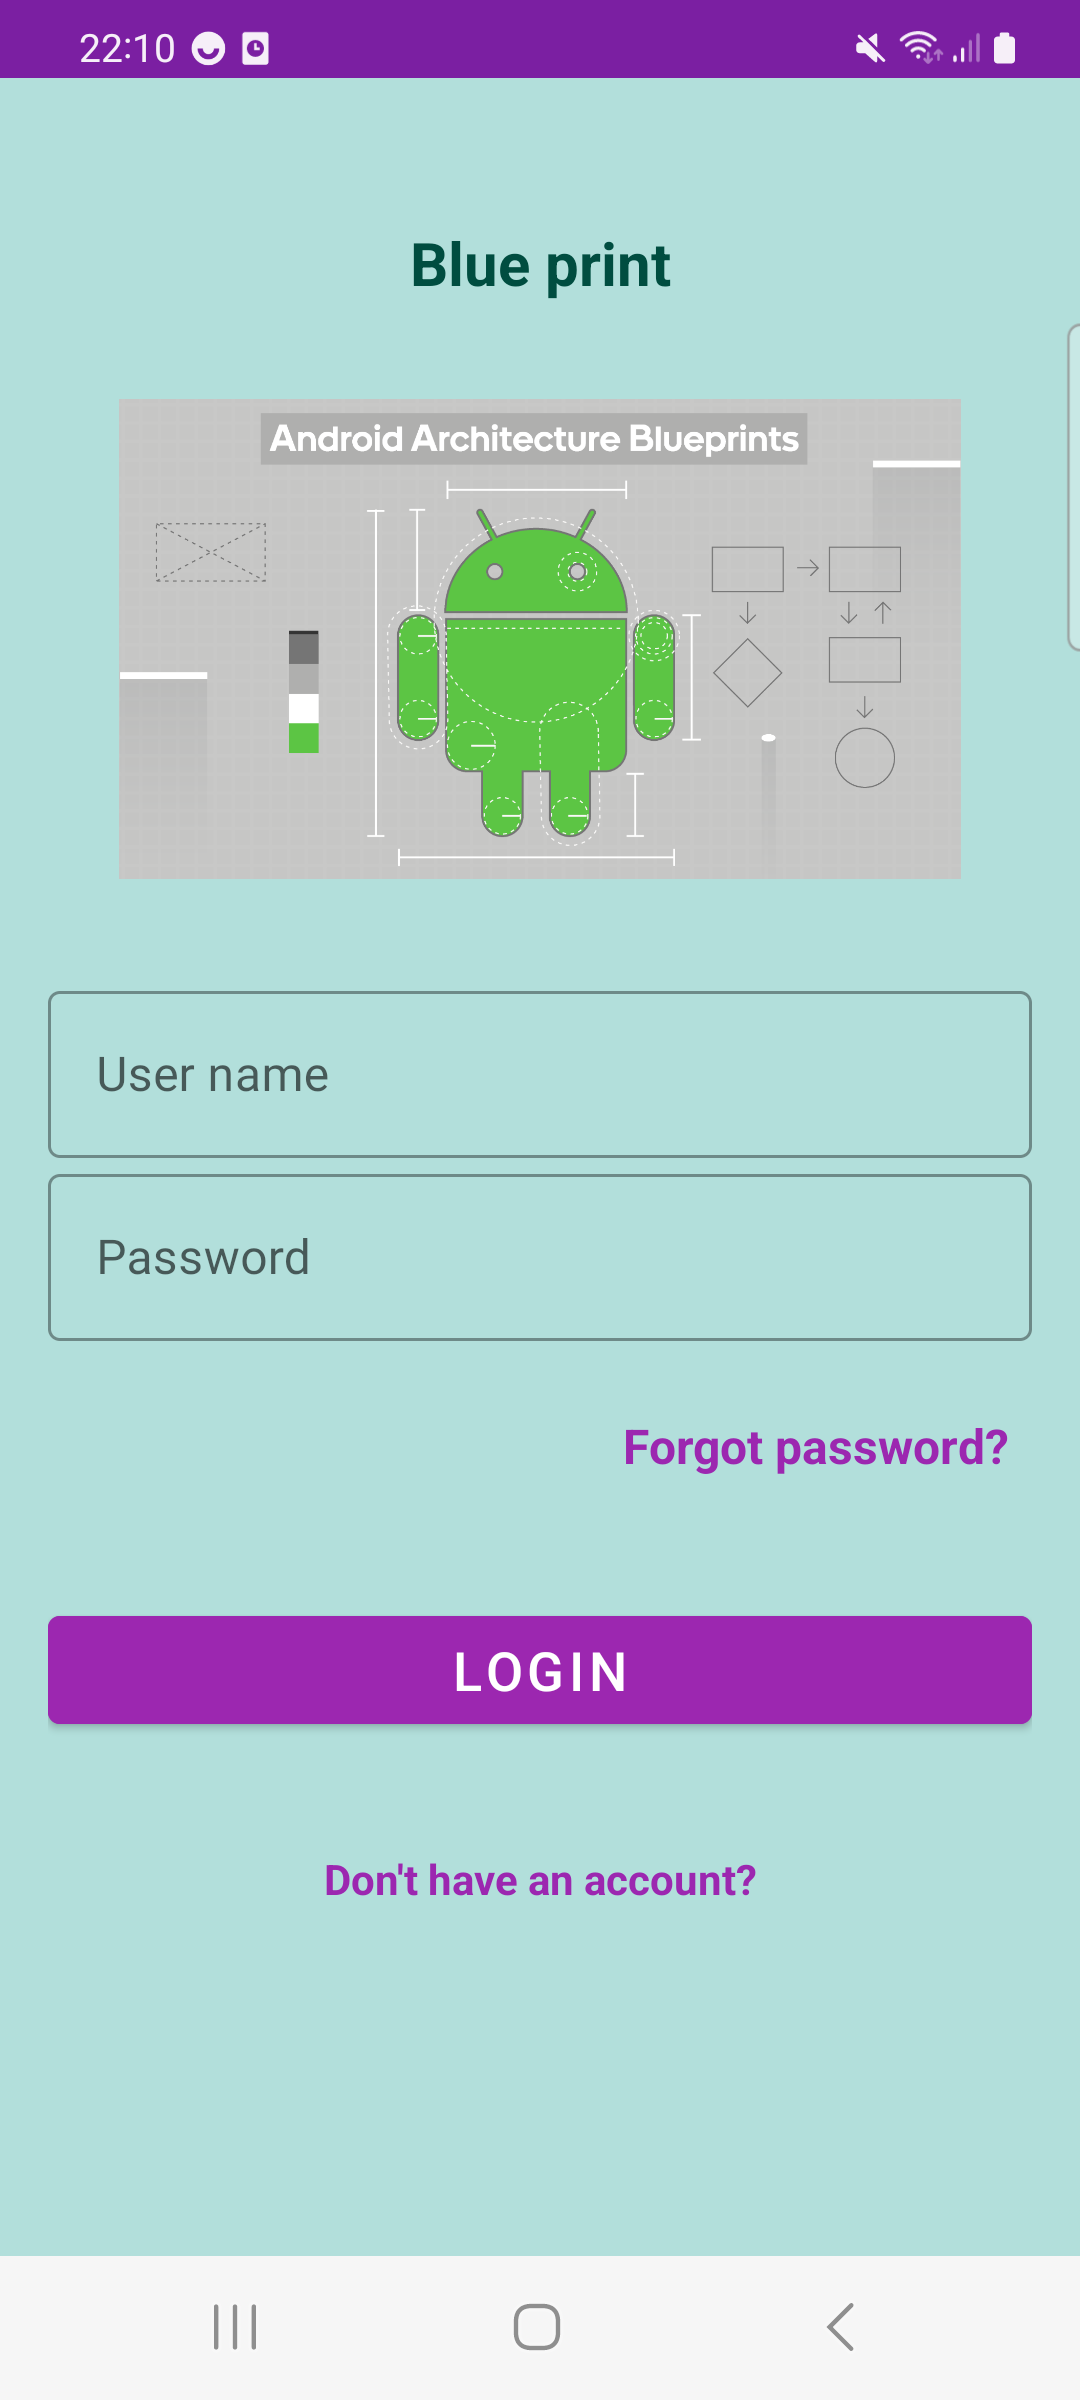 22:10
Blue print
Android Architecture Blueprints
User name
Password
Forgot password?
LOGIN
Don't have an account?